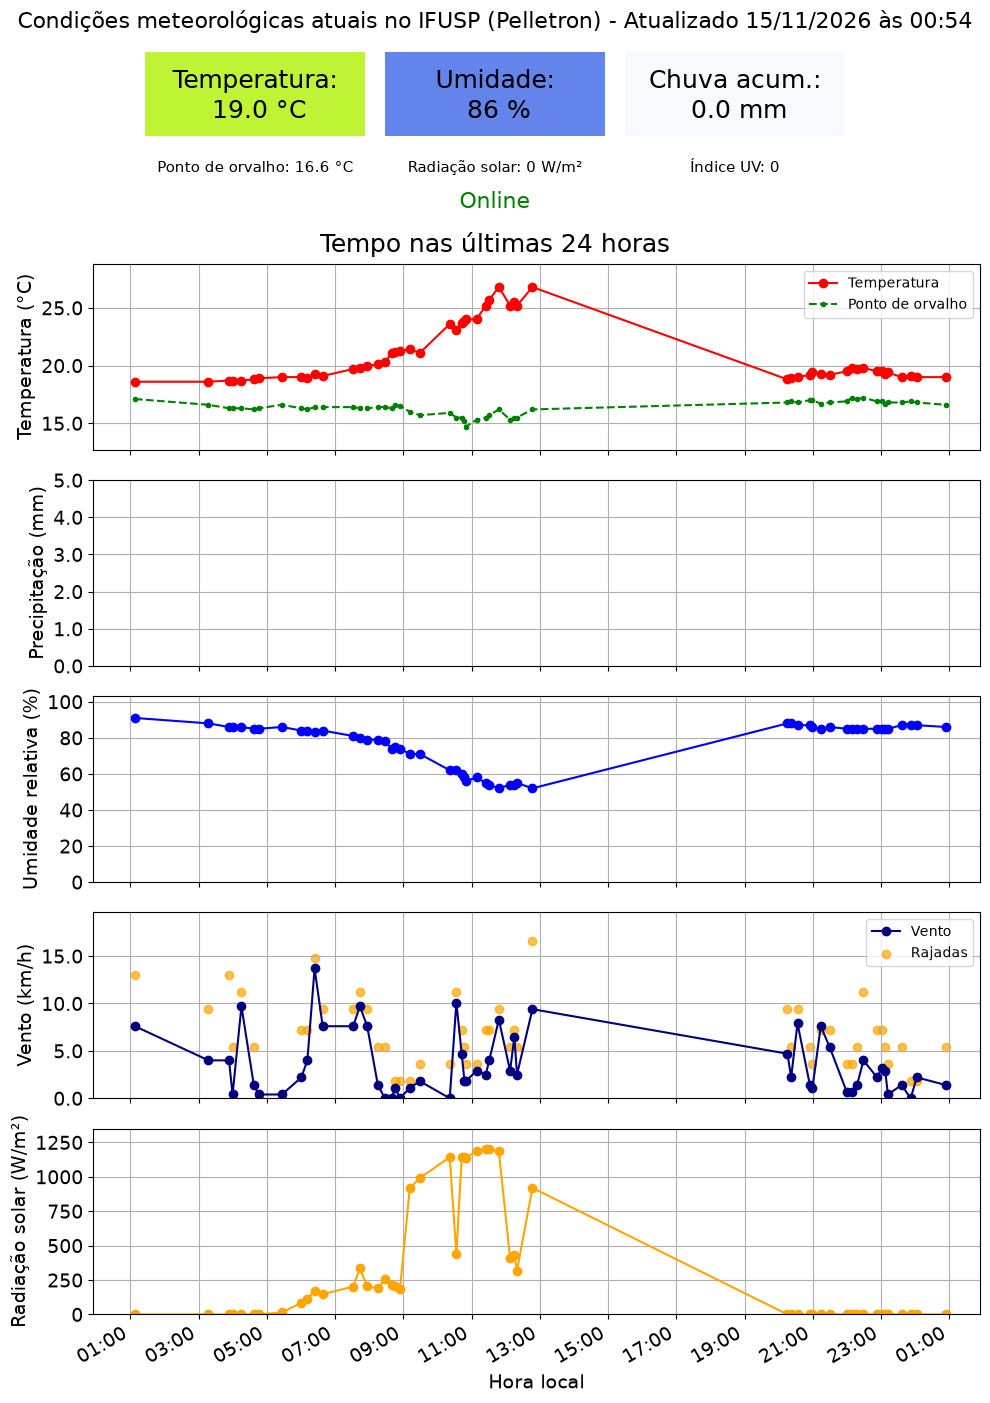 Condições meteorológicas atuais no IFUSP (Pelletron) - Atualizado 15/11/2026 às 00:54
Temperatura:
19.0 °C
Umidade:
86 %
Chuva acum.:
0.0 mm
Ponto de orvalho: 16.6 °C
Radiação solar: 0 W/m²
Índice UV: 0
Online
Tempo nas últimas 24 horas
Temperatura (°C)
25.0
20.0
15.0
Temperatura
Ponto de orvalho
Precipitação (mm)
5.0
4.0
3.0
2.0
1.0
0.0
Umidade relativa (%)
100
80
60
40
20
0
Vento (km/h)
15.0
10.0
5.0
0.0
Vento
Rajadas
Radiação solar (W/m²)
1250
1000
750
500
250
0
01:00
03:00
05:00
07:00
09:00
11:00
13:00
15:00
17:00
19:00
21:00
23:00
01:00
Hora local